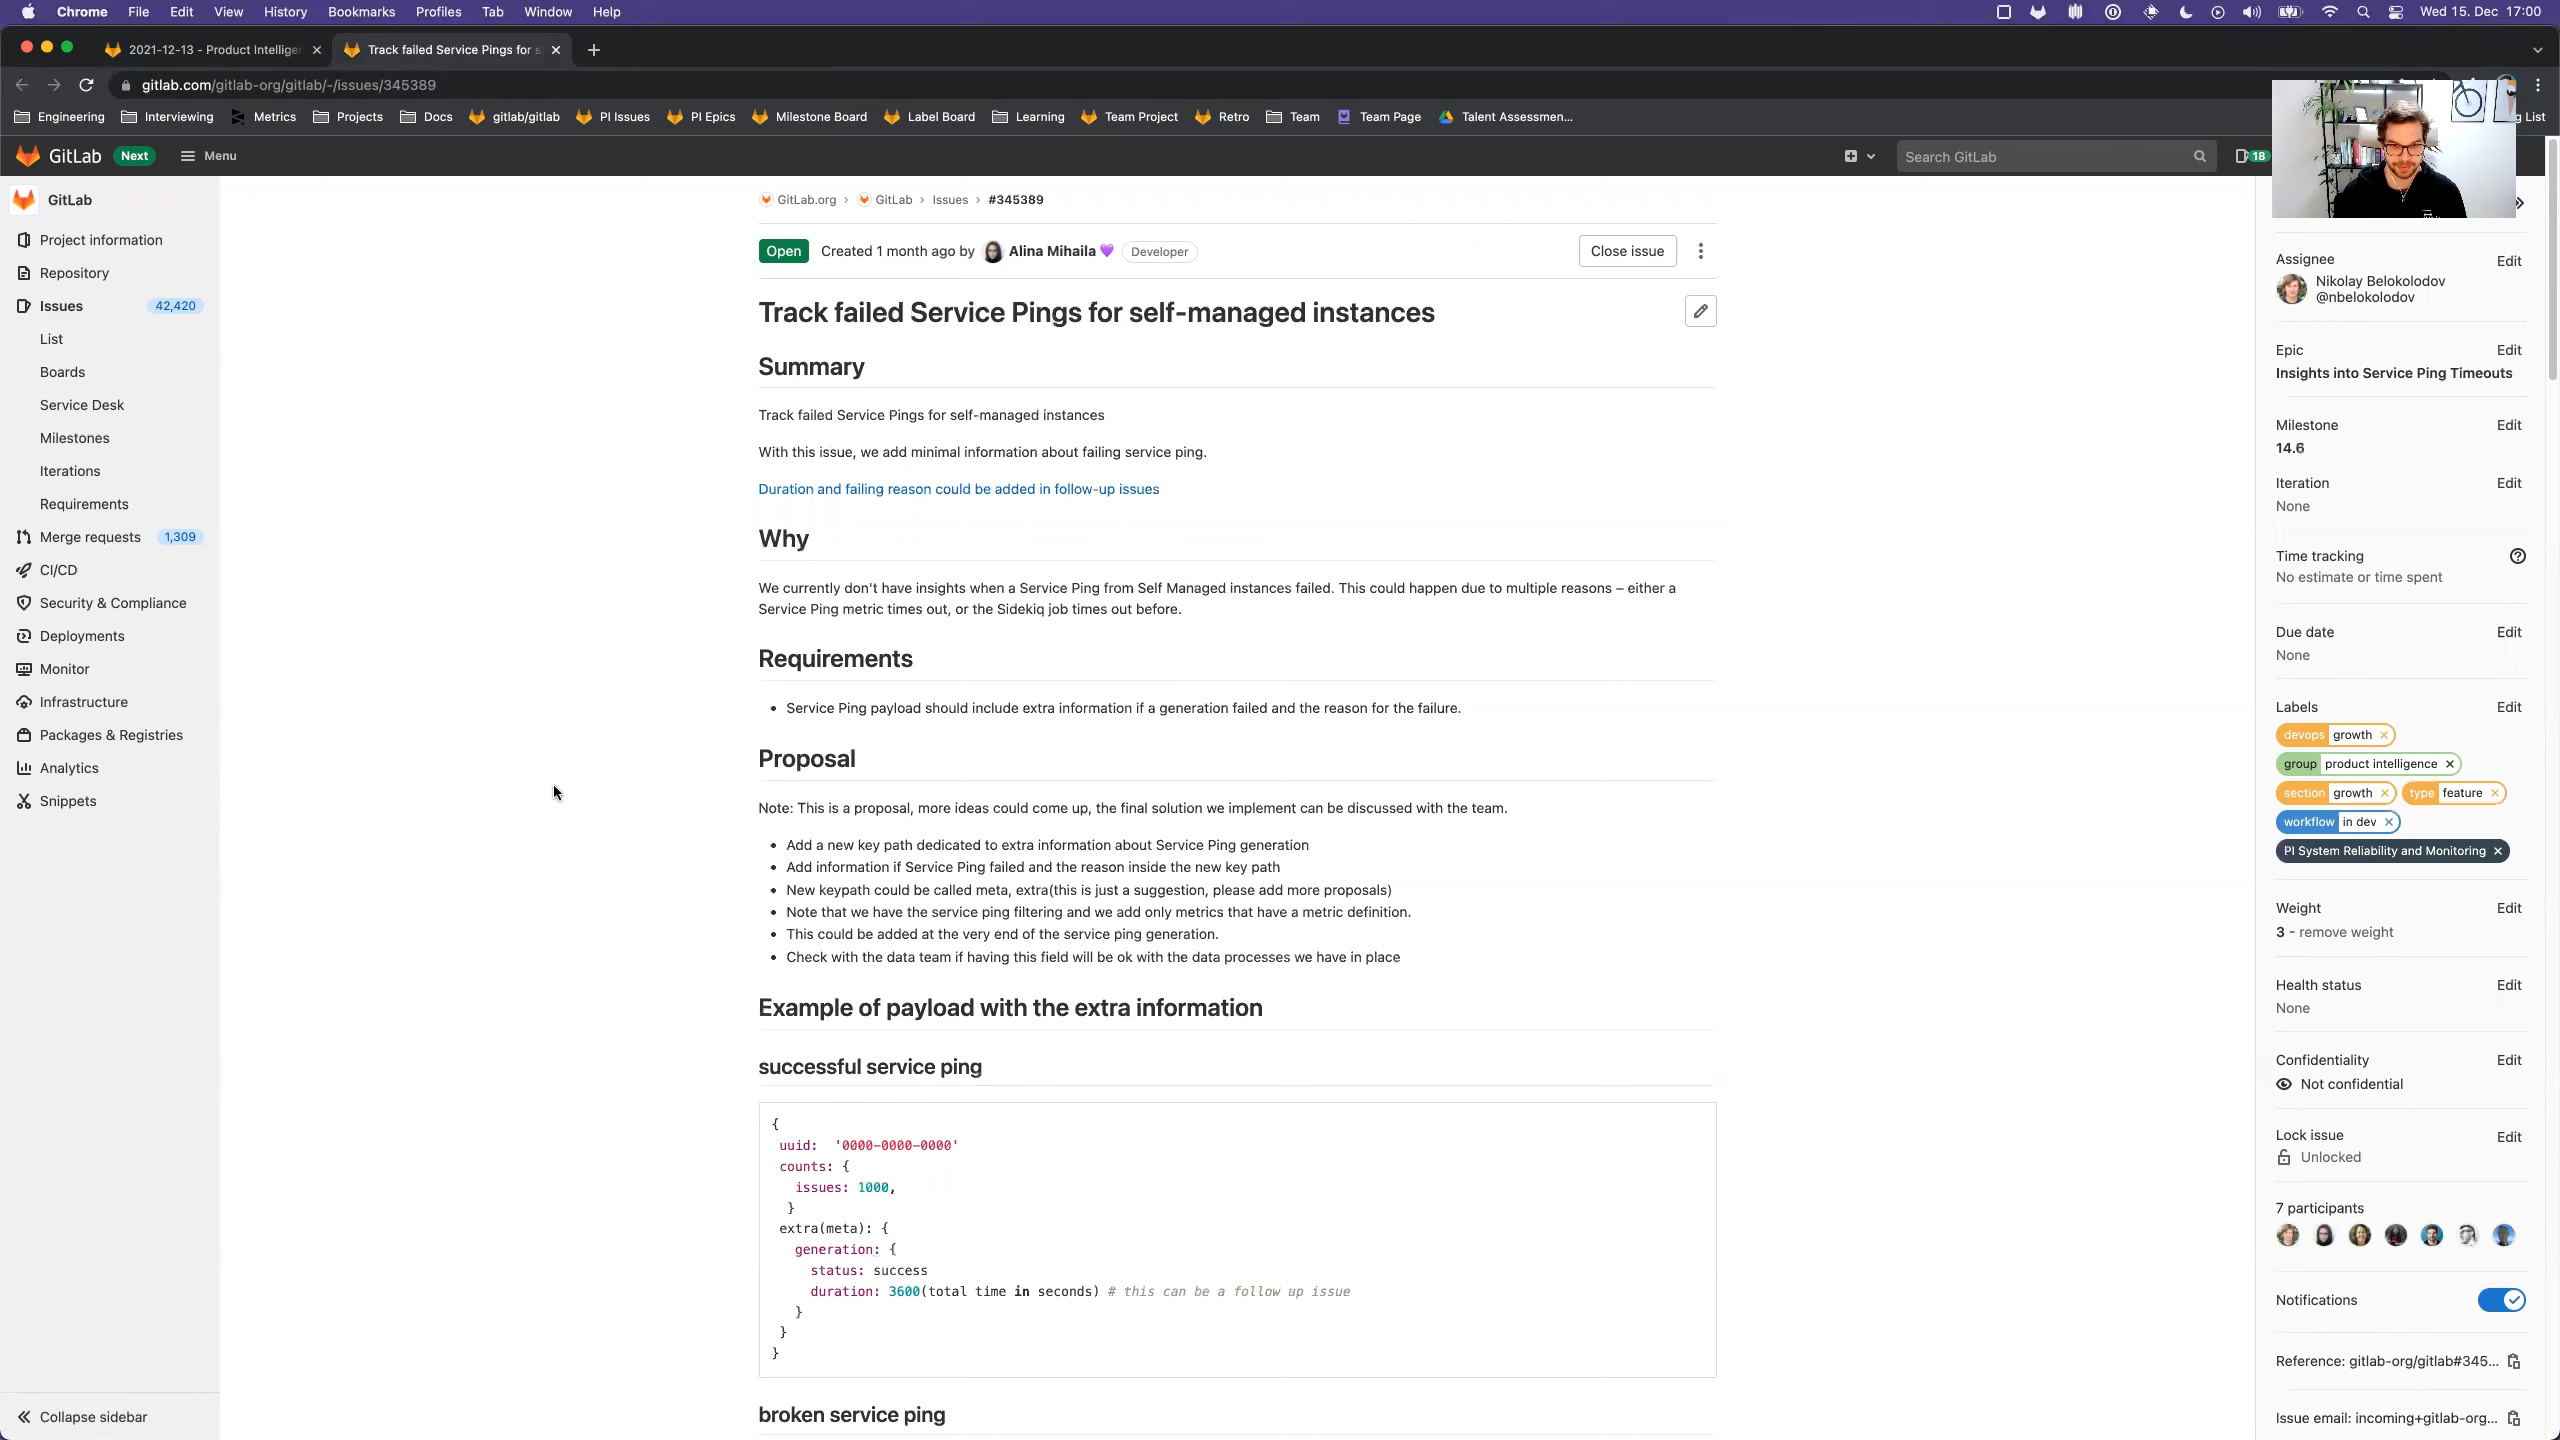 Chrome File Edit View History Bookmarks Profiles Tab Window Help Wed 15. Dec 17:00
2021-12-13 - Product Intellige Track failed Service Pings for s
gitlab.com/gitlab-org/gitlab/-/issues/345389
Engineering Interviewing Metrics Projects Docs gitlab/gitlab PI Issues PI Epics Milestone Board Label Board Learning Team Project Retro Team Team Page Talent Assessmen... g List
GitLab Next Menu Search GitLab 18
GitLab
Project information
Repository
Issues 42,420
List
Boards
Service Desk
Milestones
Iterations
Requirements
Merge requests 1,309
CI/CD
Security & Compliance
Deployments
Monitor
Infrastructure
Packages & Registries
Analytics
Snippets
Collapse sidebar
GitLab.org › GitLab › Issues › #345389
Open Created 1 month ago by Alina Mihaila 💜 Developer Close issue
Track failed Service Pings for self-managed instances
Summary
Track failed Service Pings for self-managed instances
With this issue, we add minimal information about failing service ping.
Duration and failing reason could be added in follow-up issues
Why
We currently don't have insights when a Service Ping from Self Managed instances failed. This could happen due to multiple reasons – either a
Service Ping metric times out, or the Sidekiq job times out before.
Requirements
• Service Ping payload should include extra information if a generation failed and the reason for the failure.
Proposal
Note: This is a proposal, more ideas could come up, the final solution we implement can be discussed with the team.
• Add a new key path dedicated to extra information about Service Ping generation
• Add information if Service Ping failed and the reason inside the new key path
• New keypath could be called meta, extra(this is just a suggestion, please add more proposals)
• Note that we have the service ping filtering and we add only metrics that have a metric definition.
• This could be added at the very end of the service ping generation.
• Check with the data team if having this field will be ok with the data processes we have in place
Example of payload with the extra information
successful service ping
{
uuid: '0000-0000-0000'
counts: {
issues: 1000,
}
extra(meta): {
generation: {
status: success
duration: 3600(total time in seconds) # this can be a follow up issue
}
}
}
broken service ping
Assignee Edit
Nikolay Belokolodov
@nbelokolodov
Epic Edit
Insights into Service Ping Timeouts
Milestone Edit
14.6
Iteration Edit
None
Time tracking
No estimate or time spent
Due date Edit
None
Labels Edit
devops growth
group product intelligence
section growth type feature
workflow in dev
PI System Reliability and Monitoring
Weight Edit
3 - remove weight
Health status Edit
None
Confidentiality Edit
Not confidential
Lock issue Edit
Unlocked
7 participants
Notifications
Reference: gitlab-org/gitlab#345...
Issue email: incoming+gitlab-org...